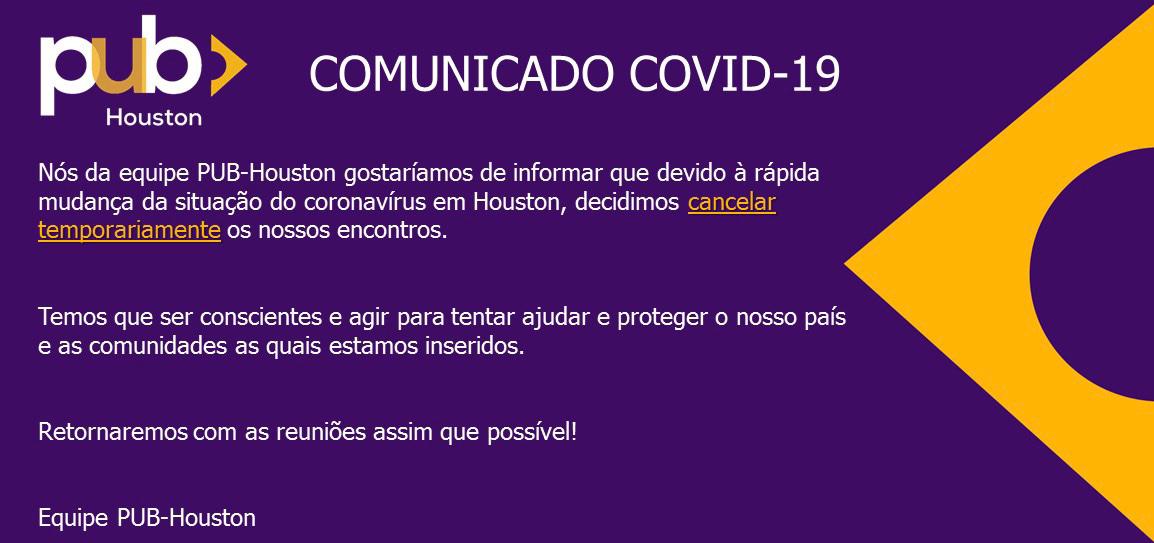 pub
Houston
COMUNICADO COVID-19
Nós da equipe PUB-Houston gostaríamos de informar que devido à rápida
mudança da situação do coronavírus em Houston, decidimos cancelar
temporariamente os nossos encontros.
Temos que ser conscientes e agir para tentar ajudar e proteger o nosso país
e as comunidades as quais estamos inseridos.
Retornaremos com as reuniões assim que possível!
Equipe PUB-Houston